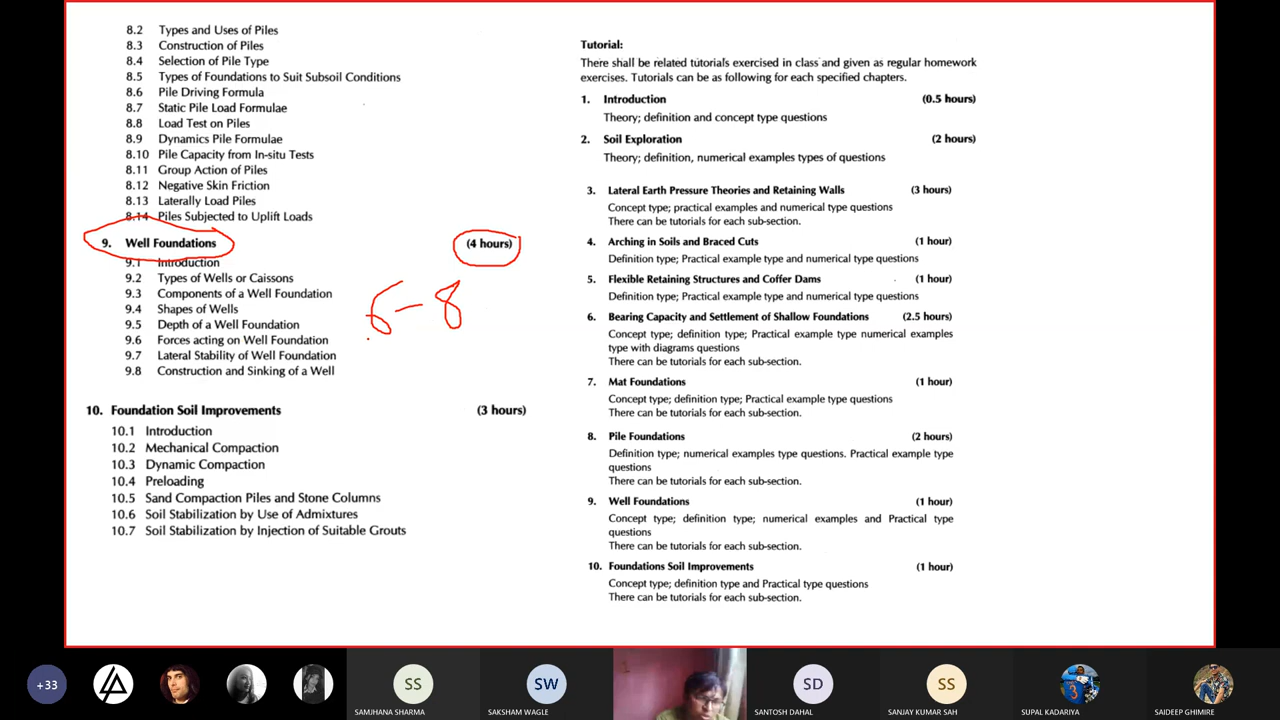 8.2 Types and Uses of Piles
8.3 Construction of Piles
8.4 Selection of Pile Type
8.5 Types of Foundations to Suit Subsoil Conditions
8.6 Pile Driving Formula
8.7 Static Pile Load Formulae
8.8 Load Test on Piles
8.9 Dynamics Pile Formulae
8.10 Pile Capacity from In-situ Tests
8.11 Group Action of Piles
8.12 Negative Skin Friction
8.13 Laterally Load Piles
8.14 Piles Subjected to Uplift Loads
9. Well Foundations (4 hours)
9.1 Introduction
9.2 Types of Wells or Caissons
9.3 Components of a Well Foundation
9.4 Shapes of Wells
9.5 Depth of a Well Foundation
9.6 Forces acting on Well Foundation
9.7 Lateral Stability of Well Foundation
9.8 Construction and Sinking of a Well
6-8
10. Foundation Soil Improvements (3 hours)
10.1 Introduction
10.2 Mechanical Compaction
10.3 Dynamic Compaction
10.4 Preloading
10.5 Sand Compaction Piles and Stone Columns
10.6 Soil Stabilization by Use of Admixtures
10.7 Soil Stabilization by Injection of Suitable Grouts
Tutorial:
There shall be related tutorials exercised in class and given as regular homework
exercises. Tutorials can be as following for each specified chapters.
1. Introduction (0.5 hours)
Theory; definition and concept type questions
2. Soil Exploration (2 hours)
Theory; definition, numerical examples types of questions
3. Lateral Earth Pressure Theories and Retaining Walls (3 hours)
Concept type; practical examples and numerical type questions
There can be tutorials for each sub-section.
4. Arching in Soils and Braced Cuts (1 hour)
Definition type; Practical example type and numerical type questions
5. Flexible Retaining Structures and Coffer Dams (1 hour)
Definition type; Practical example type and numerical type questions
6. Bearing Capacity and Settlement of Shallow Foundations (2.5 hours)
Concept type; definition type; Practical example type numerical examples
type with diagrams questions
There can be tutorials for each sub-section.
7. Mat Foundations (1 hour)
Concept type; definition type; Practical example type questions
There can be tutorials for each sub-section.
8. Pile Foundations (2 hours)
Definition type; numerical examples type questions. Practical example type
questions
There can be tutorials for each sub-section.
9. Well Foundations (1 hour)
Concept type; definition type; numerical examples and Practical type
questions
There can be tutorials for each sub-section.
10. Foundations Soil Improvements (1 hour)
Concept type; definition type and Practical type questions
There can be tutorials for each sub-section.
+33 SS SW SD SS
SAMJHANA SHARMA SAKSHAM WAGLE SANTOSH DAHAL SANJAY KUMAR SAH SUPAL KADARIYA SAIDEEP GHIMIRE